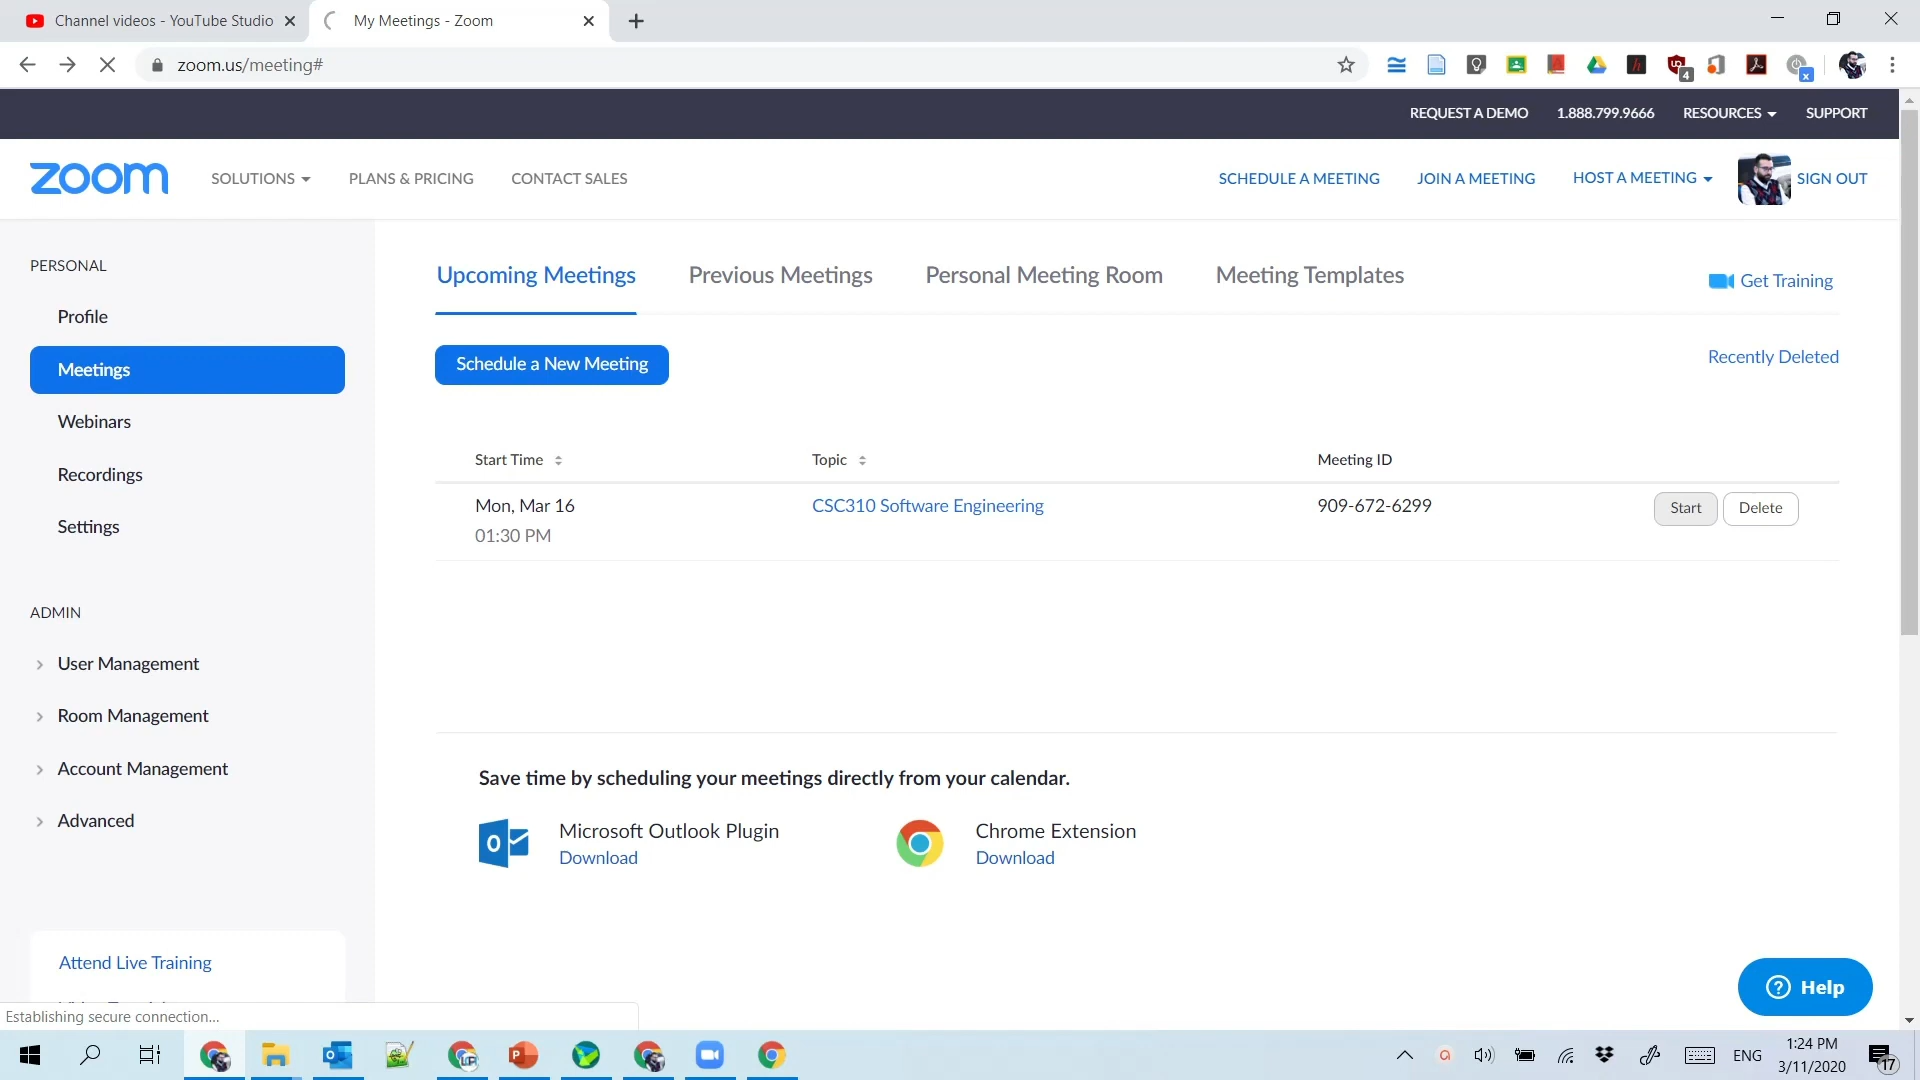 Channel videos - YouTube Studio
My Meetings - Zoom
zoom.us/meeting#
4
x
REQUEST A DEMO
1.888.799.9666
RESOURCES
SUPPORT
zoom
SOLUTIONS
PLANS & PRICING
CONTACT SALES
SCHEDULE A MEETING
JOIN A MEETING
HOST A MEETING
SIGN OUT
PERSONAL
Profile
Meetings
Webinars
Recordings
Settings
ADMIN
User Management
Room Management
Account Management
Advanced
Attend Live Training
Upcoming Meetings
Previous Meetings
Personal Meeting Room
Meeting Templates
Get Training
Schedule a New Meeting
Recently Deleted
Start Time
Topic
Meeting ID
Mon, Mar 16
01:30 PM
CSC310 Software Engineering
909-672-6299
Start
Delete
Save time by scheduling your meetings directly from your calendar.
Microsoft Outlook Plugin
Download
Chrome Extension
Download
Help
Establishing secure connection...
ENG
1:24 PM
3/11/2020
17